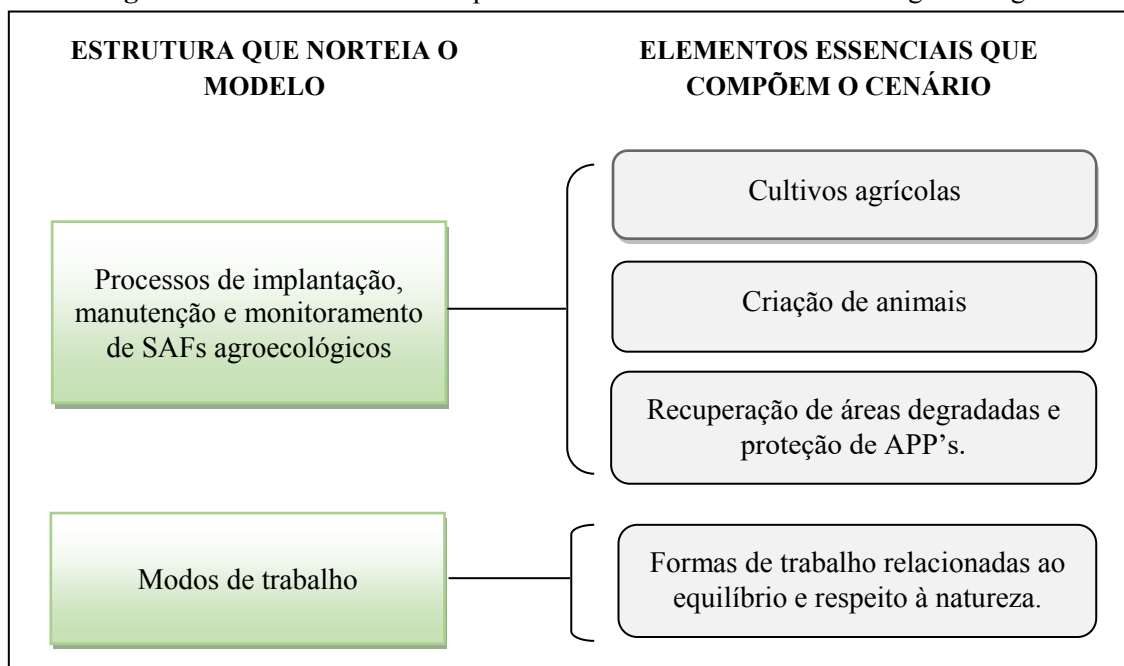 ESTRUTURA QUE NORTEIA O
MODELO
ELEMENTOS ESSENCIAIS QUE
COMPÕEM O CENÁRIO
Processos de implantação,
manutenção e monitoramento
de SAFs agroecológicos
Cultivos agrícolas
Criação de animais
Recuperação de áreas degradadas e
proteção de APP’s.
Modos de trabalho
Formas de trabalho relacionadas ao
equilíbrio e respeito à natureza.